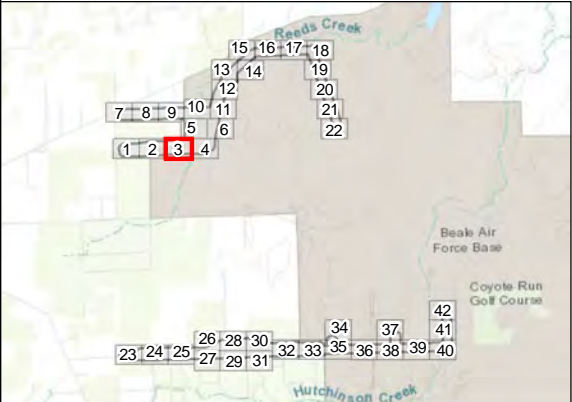 Reeds Creek
15 16 17 18
13 14 19
12 20
7 8 9 10 11 21
5 6 22
1 2 3 4
Beale Air
Force Base
Coyote Run
Golf Course
42
34 37 41
26 28 30
23 24 25 32 33 35 36 38 39 40
27 29 31
Hutchinson Creek